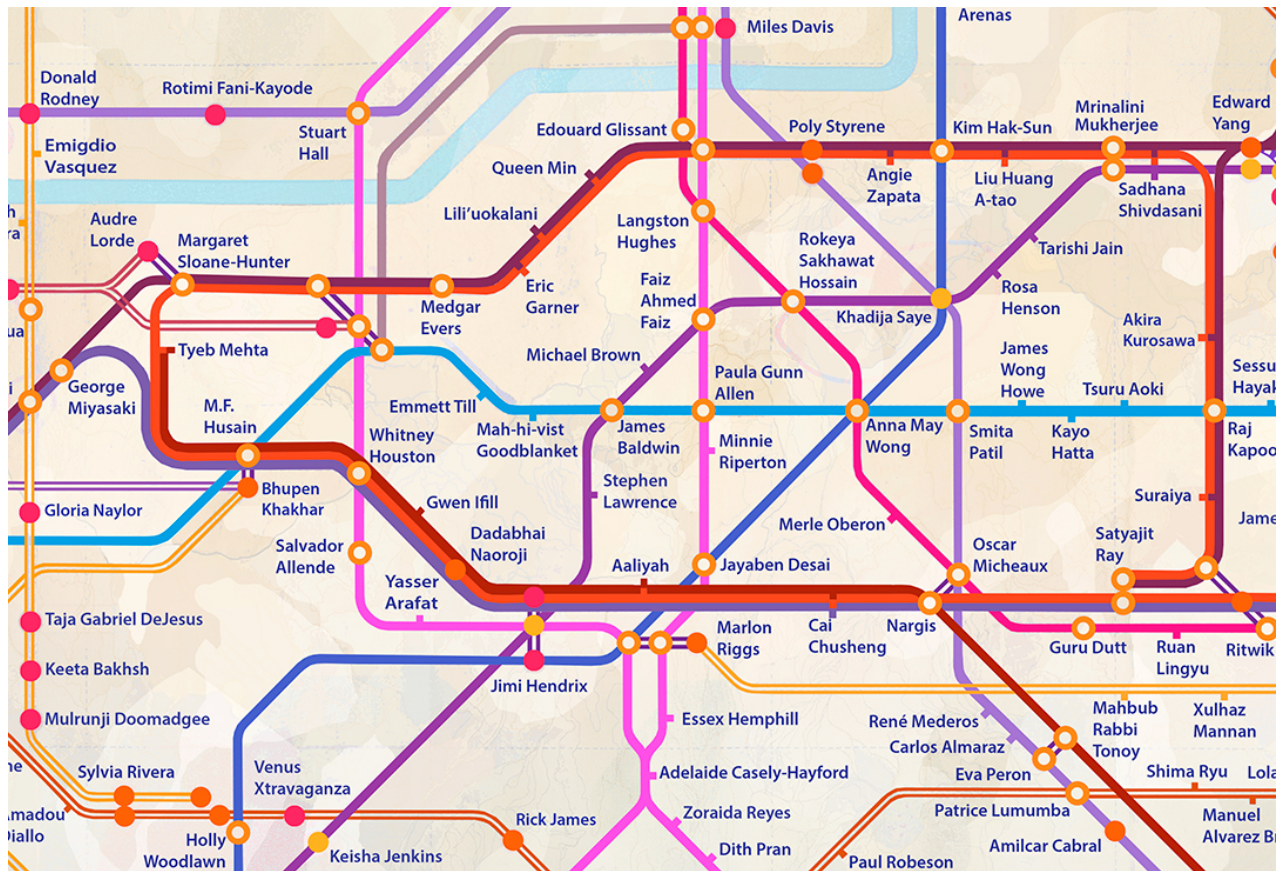 Arenas
Miles Davis
Donald
Rodney
Rotimi Fani-Kayode
Emigdio
Vasquez
Stuart
Hall
Edouard Glissant
Poly Styrene
Kim Hak-Sun
Mrinalini
Mukherjee
Edward
Yang
Queen Min
Angie
Zapata
Liu Huang
A-tao
Sadhana
Shivdasani
Audre
Lorde
Margaret
Sloane-Hunter
Lili’uokalani
Langston
Hughes
Rokeya
Sakhawat
Hossain
Tarishi Jain
Medgar
Evers
Eric
Garner
Faiz
Ahmed
Faiz
Khadija Saye
Rosa
Henson
Akira
Kurosawa
Tyeb Mehta
Michael Brown
George
Miyasaki
M.F.
Husain
Emmett Till
Paula Gunn
Allen
James
Wong
Howe
Tsuru Aoki
Sessu
Hayak
Whitney
Houston
Mah-hi-vist
Goodblanket
James
Baldwin
Minnie
Riperton
Anna May
Wong
Smita
Patil
Kayo
Hatta
Raj
Kapoo
Bhupen
Khakhar
Gwen Ifill
Stephen
Lawrence
Suraiya
Gloria Naylor
Merle Oberon
Jame
Dadabhai
Naoroji
Salvador
Allende
Satyajit
Ray
Oscar
Micheaux
Yasser
Arafat
Aaliyah
Jayaben Desai
Taja Gabriel DeJesus
Marlon
Riggs
Cai
Chusheng
Nargis
Guru Dutt
Ruan
Lingyu
Ritwik
Keeta Bakhsh
Jimi Hendrix
Mulrunji Doomadgee
Essex Hemphill
René Mederos
Carlos Almaraz
Mahbub
Rabbi
Tonoy
Xulhaz
Mannan
Sylvia Rivera
Venus
Xtravaganza
Adelaide Casely-Hayford
Eva Peron
Shima Ryu
Lola
Amadou
Diallo
Holly
Woodlawn
Rick James
Zoraida Reyes
Patrice Lumumba
Manuel
Alvarez B
Keisha Jenkins
Dith Pran
Paul Robeson
Amilcar Cabral